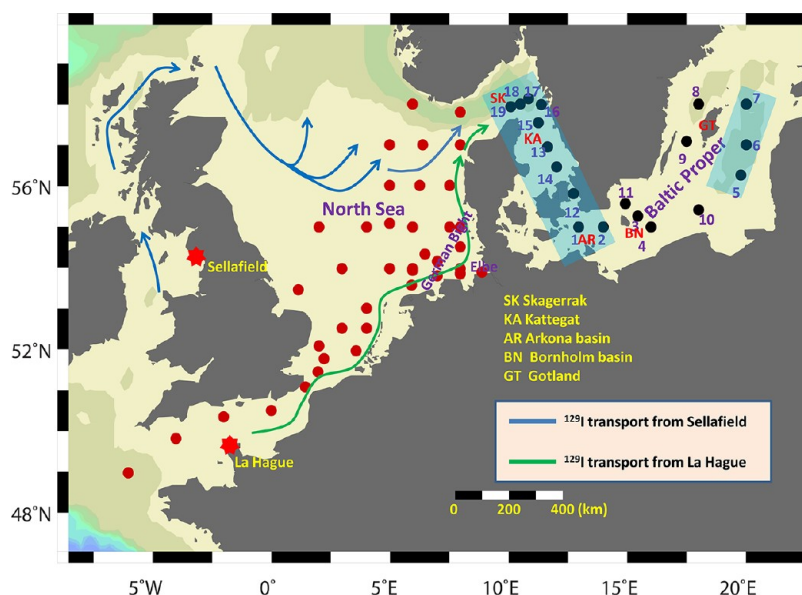 56°N
52°N
48°N
5°W
0°
5°E
10°E
15°E
20°E
North Sea
German Bight
Elbe
Baltic Proper
Sellafield
La Hague
SK
KA
AR
BN
GT
1
2
3
4
5
6
7
8
9
10
11
12
13
14
15
16
17
18
19
SK Skagerrak
KA Kattegat
AR Arkona basin
BN Bornholm basin
GT Gotland
¹²⁹I transport from Sellafield
¹²⁹I transport from La Hague
0 200 400 (km)